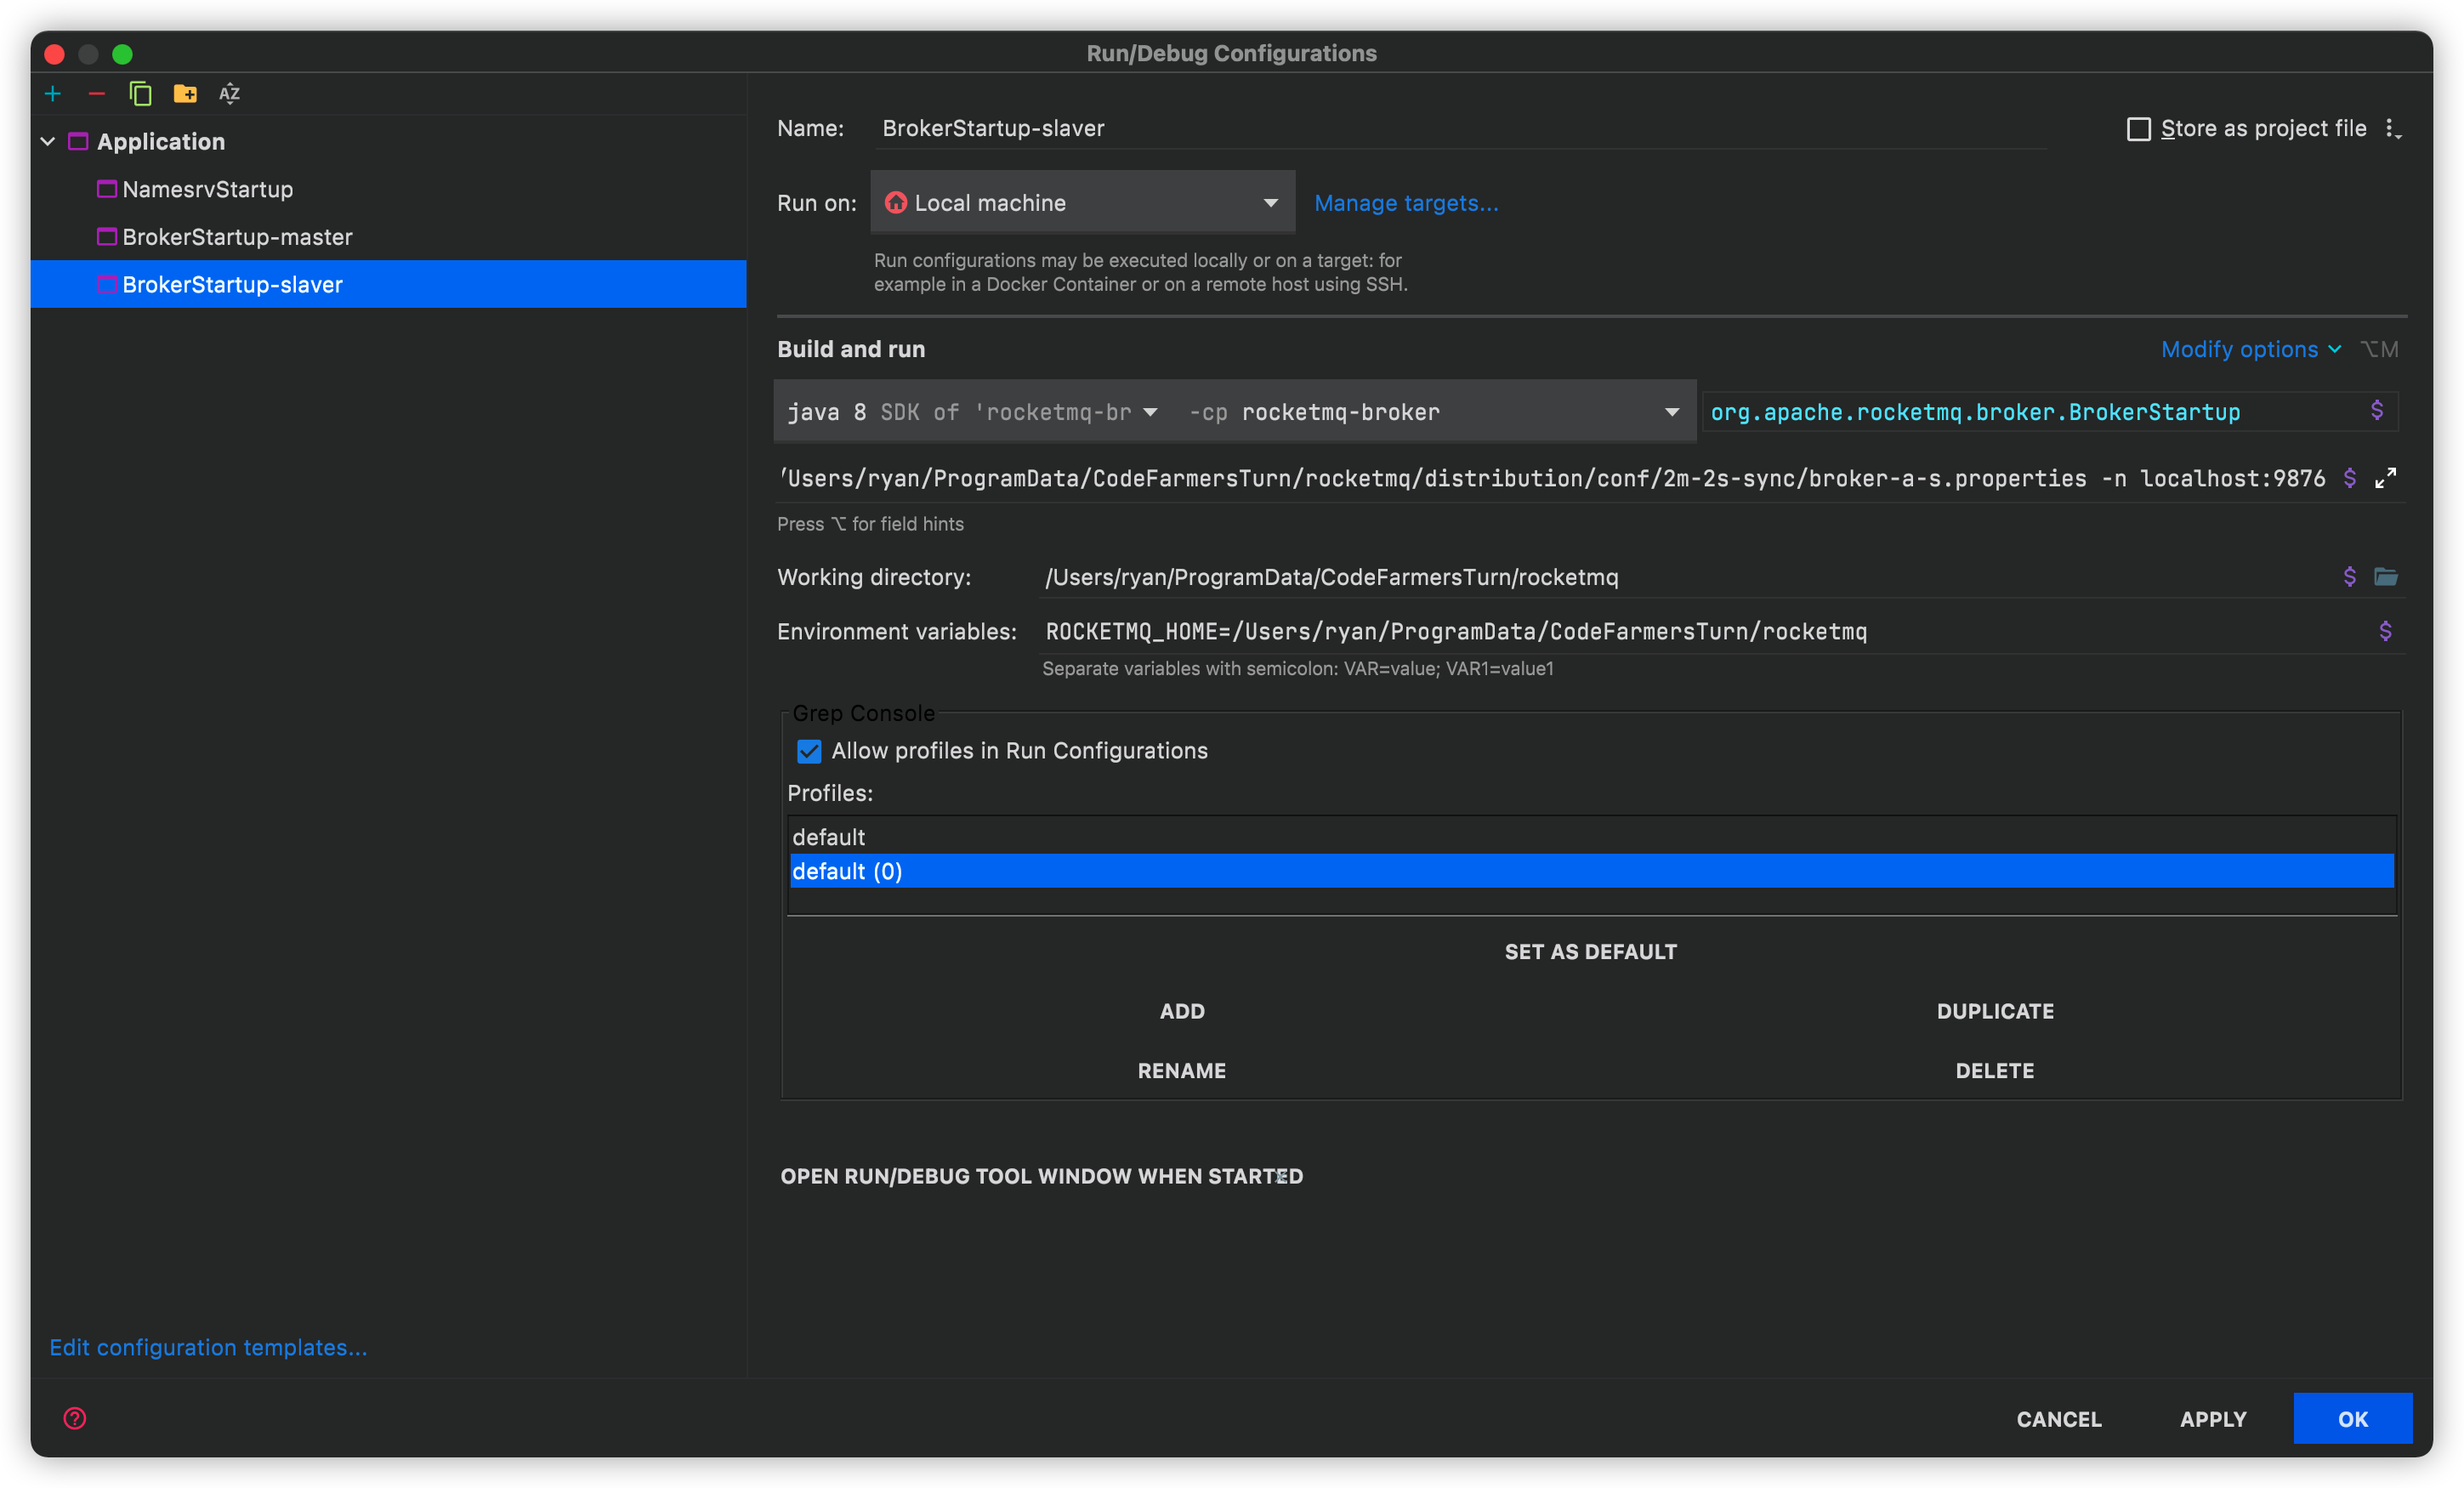 Run/Debug Configurations
Application
NamesrvStartup
BrokerStartup-master
BrokerStartup-slaver
Edit configuration templates...
Name: BrokerStartup-slaver
Store as project file
Run on: Local machine
Manage targets...
Run configurations may be executed locally or on a target: for
example in a Docker Container or on a remote host using SSH.
Build and run
Modify options ⌥M
java 8 SDK of 'rocketmq-br -cp rocketmq-broker org.apache.rocketmq.broker.BrokerStartup
/Users/ryan/ProgramData/CodeFarmersTurn/rocketmq/distribution/conf/2m-2s-sync/broker-a-s.properties -n localhost:9876
Press ⌥ for field hints
Working directory: /Users/ryan/ProgramData/CodeFarmersTurn/rocketmq
Environment variables: ROCKETMQ_HOME=/Users/ryan/ProgramData/CodeFarmersTurn/rocketmq
Separate variables with semicolon: VAR=value; VAR1=value1
Grep Console
Allow profiles in Run Configurations
Profiles:
default
default (0)
SET AS DEFAULT
ADD DUPLICATE
RENAME DELETE
OPEN RUN/DEBUG TOOL WINDOW WHEN STARTED
CANCEL APPLY OK